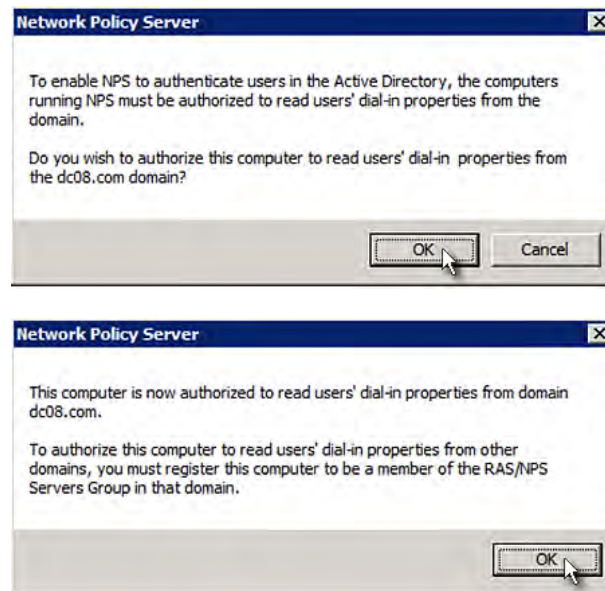 Network Policy Server
To enable NPS to authenticate users in the Active Directory, the computers
running NPS must be authorized to read users' dial-in properties from the
domain.
Do you wish to authorize this computer to read users' dial-in properties from
the dc08.com domain?
OK Cancel
Network Policy Server
This computer is now authorized to read users' dial-in properties from domain
dc08.com.
To authorize this computer to read users' dial-in properties from other
domains, you must register this computer to be a member of the RAS/NPS
Servers Group in that domain.
OK